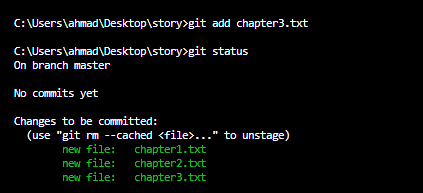 C:\Users\ahmad\Desktop\story>git add chapter3.txt
C:\Users\ahmad\Desktop\story>git status
On branch master
No commits yet
Changes to be committed:
  (use "git rm --cached <file>..." to unstage)
        new file:   chapter1.txt
        new file:   chapter2.txt
        new file:   chapter3.txt